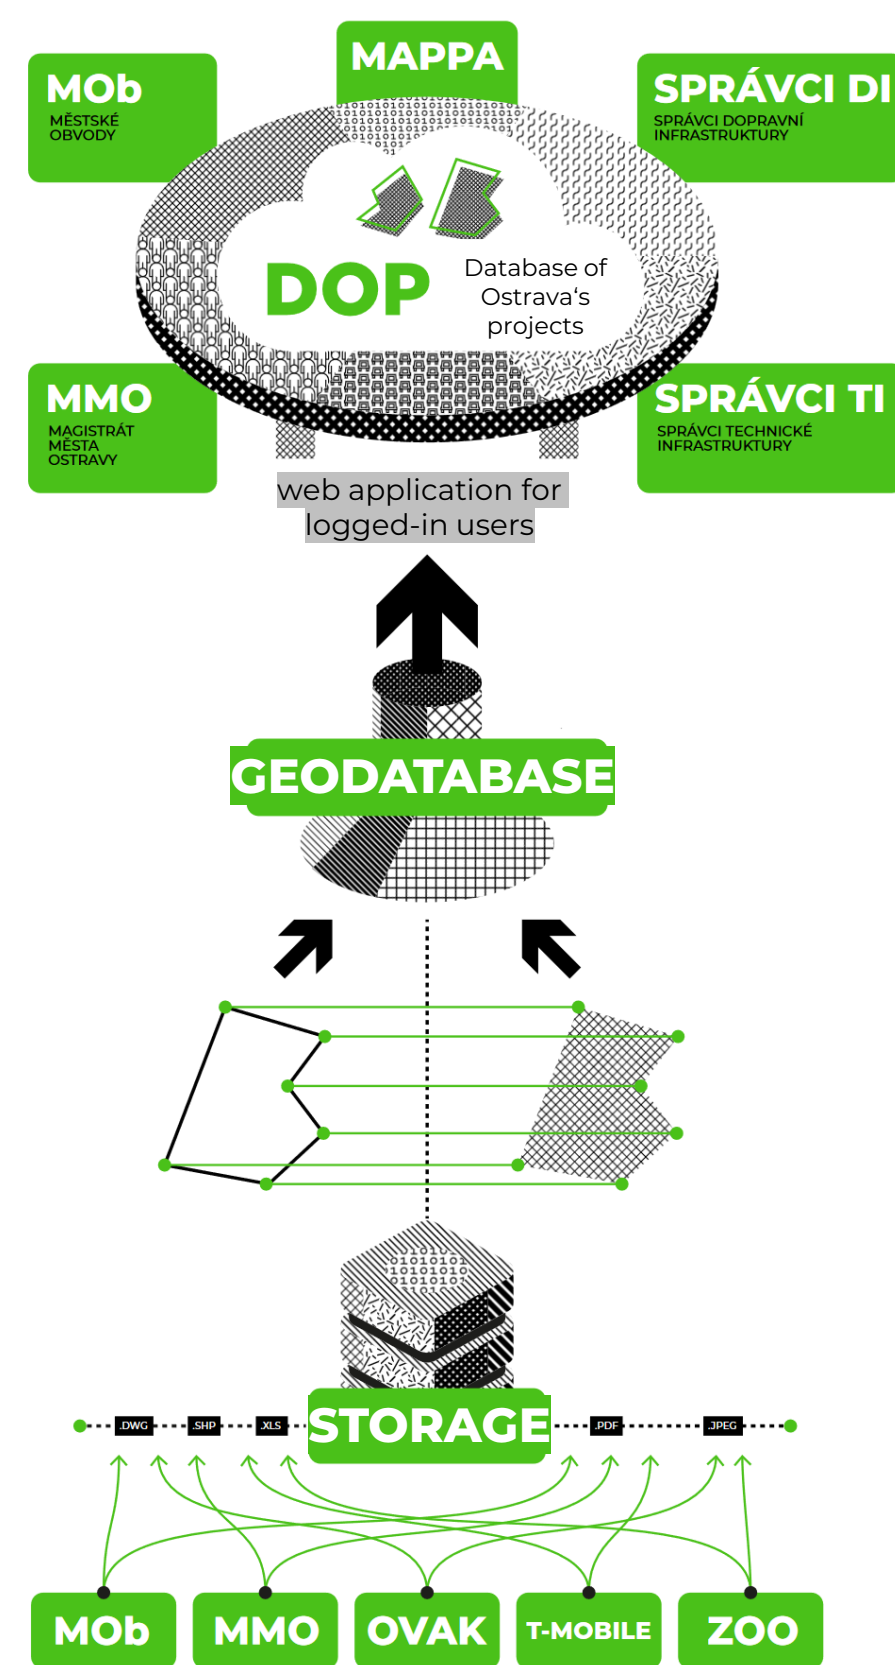 MAPPA
MOb
MĚSTSKÉ
OBVODY
SPRÁVCI DI
SPRÁVCI DOPRAVNÍ
INFRASTRUKTURY
DOP
Database of
Ostrava‘s
projects
MMO
MAGISTRÁT
MĚSTA
OSTRAVY
SPRÁVCI TI
SPRÁVCI TECHNICKÉ
INFRASTRUKTURY
web application for
logged-in users
GEODATABASE
STORAGE
.DWG
.SHP
.XLS
.PDF
.JPEG
MOb
MMO
OVAK
T-MOBILE
ZOO